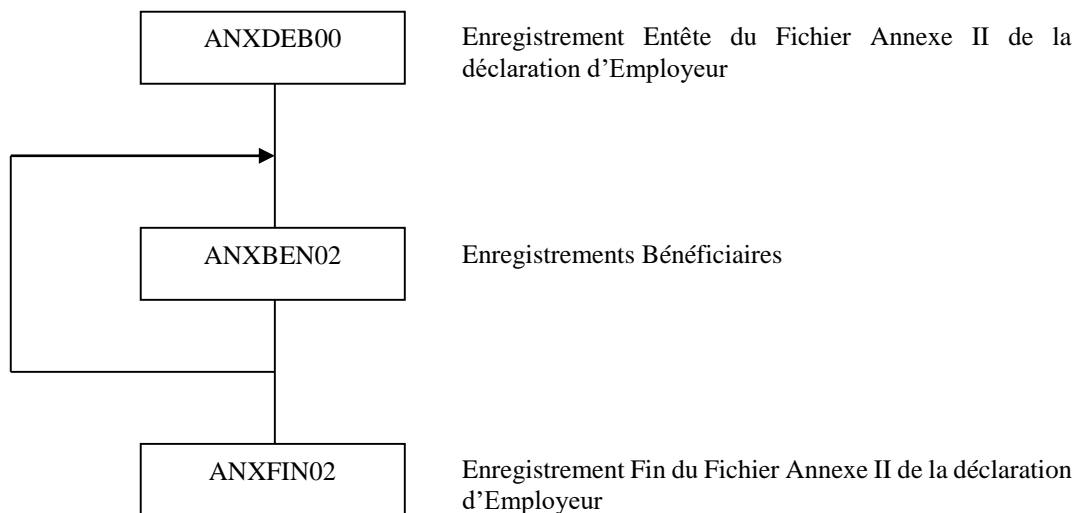 ANXDEB00
Enregistrement Entête du Fichier Annexe II de la
déclaration d’Employeur
ANXBEN02
Enregistrements Bénéficiaires
ANXFIN02
Enregistrement Fin du Fichier Annexe II de la déclaration
d’Employeur